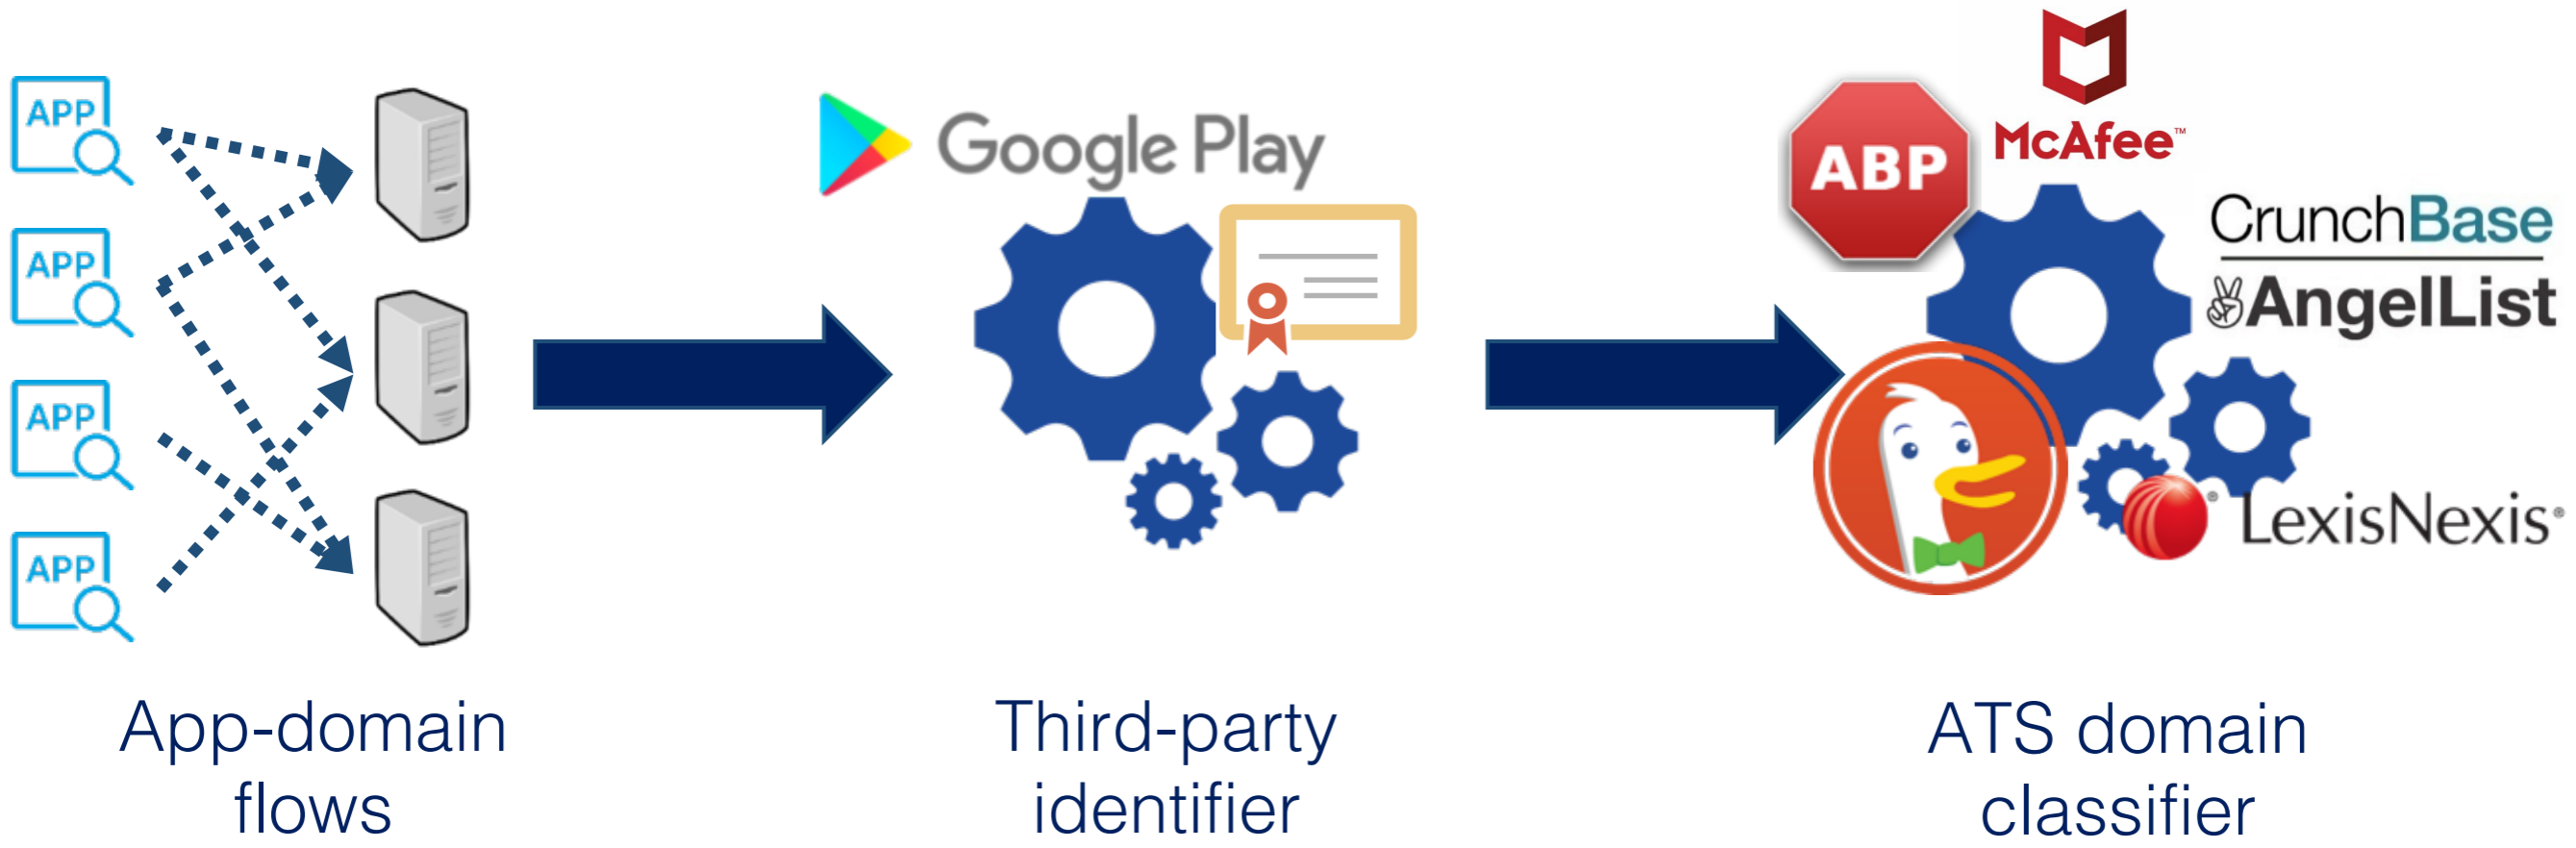 APP
APP
APP
APP
Google Play
ABP
McAfee™
CrunchBase
AngelList
LexisNexis®
App-domain
flows
Third-party
identifier
ATS domain
classifier